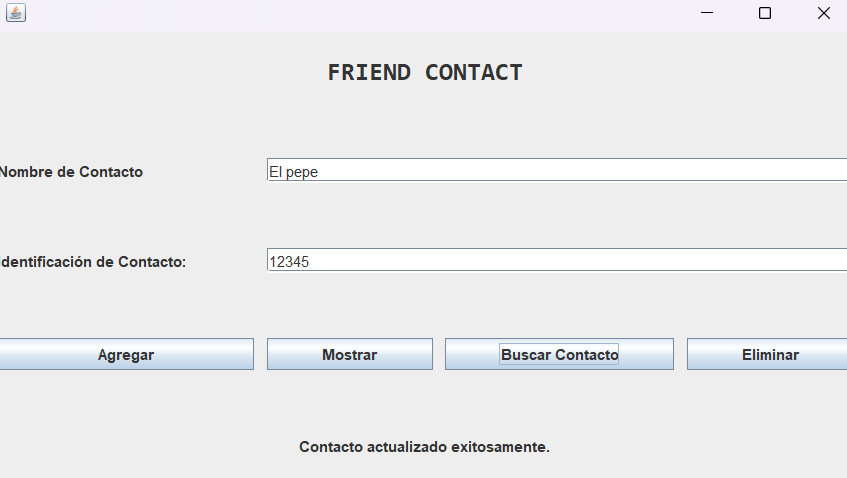 FRIEND CONTACT
Nombre de Contacto
El pepe
dentificación de Contacto:
12345
Agregar Mostrar Buscar Contacto Eliminar
Contacto actualizado exitosamente.